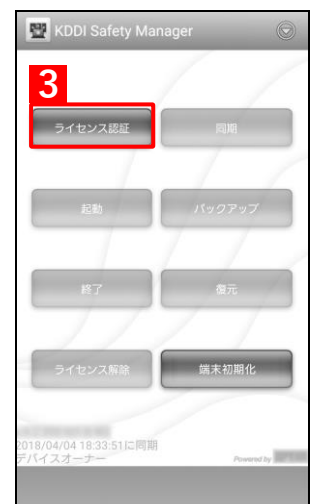 KDDI Safety Manager
3
ライセンス認証
同期
起動
バックアップ
終了
復元
ライセンス解除
端末初期化
2018/04/04 18:33:51に同期
デバイスオーナー
Powered by